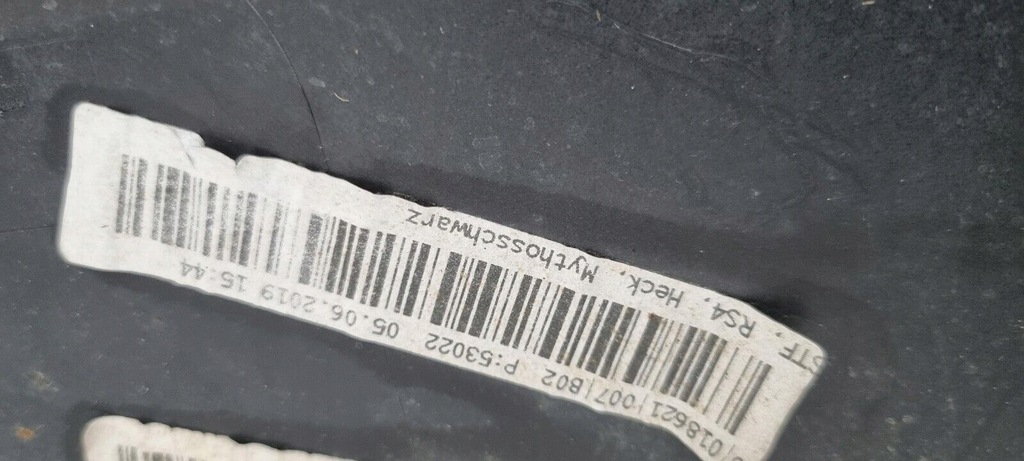 /018621|007|B02 P:53022 05.06.2019 15:44
STF, RS4, Heck, Mythosschwarz